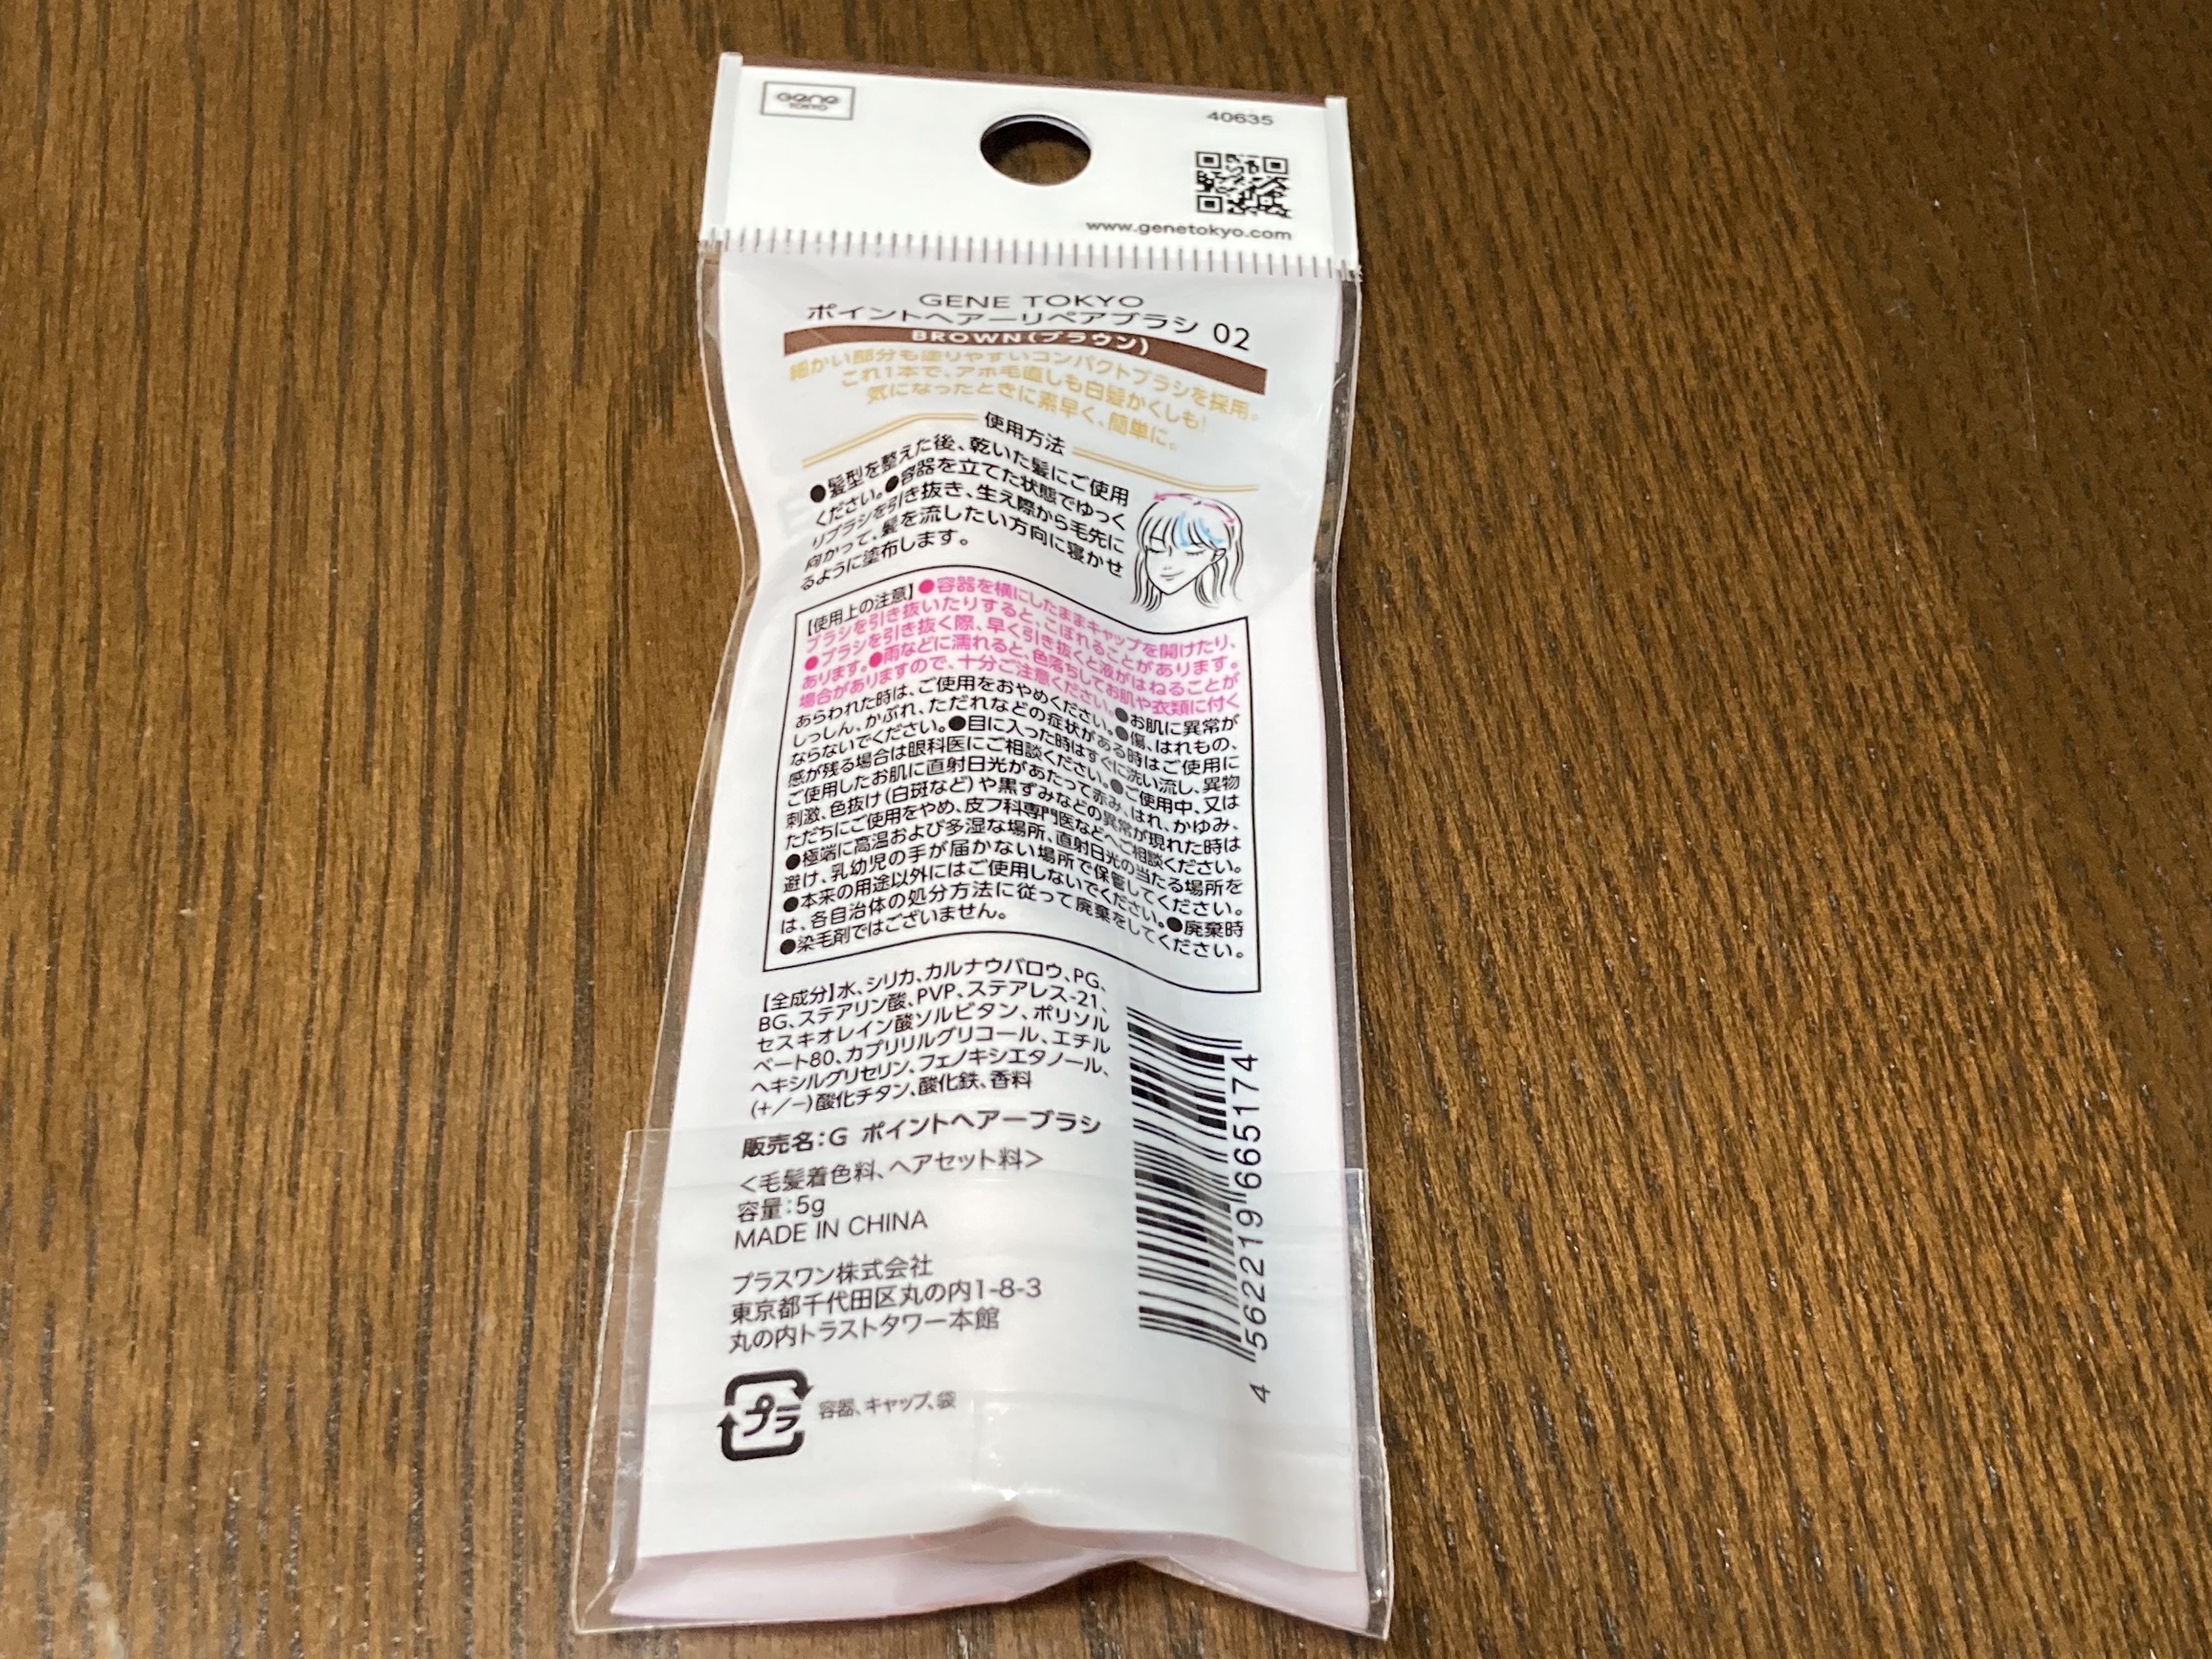 GENE
TOKYO
40635
www.genetokyo.com
GENE TOKYO
ポイントヘアーリペアブラシ 02
BROWN(ブラウン)
細かい部分も塗りやすいコンパクトブラシを採用。
これ1本で、アホ毛直しも白髪かくしも!
気になったときに素早く、簡単に。
使用方法
●髪型を整えた後、乾いた髪にご使用
ください。●容器を立てた状態でゆっく
りブラシを引き抜き、生え際から毛先に
向かって、髪を流したい方向に寝かせ
るように塗布します。
【使用上の注意】●容器を横にしたままキャップを開けたり、
ブラシを引き抜いたりすると、こぼれることがあります。
●ブラシを引き抜く際、早く引き抜くと液がはねることが
あります。●雨などに濡れると、色落ちしてお肌や衣類に付く
場合がありますので、十分ご注意ください。●お肌に異常が
あらわれた時は、ご使用をおやめください。●傷、はれもの、
しっしん、かぶれ、ただれなどの症状がある時はご使用に
ならないでください。●目に入った時はすぐに洗い流し、異物
感が残る場合は眼科医にご相談ください。●ご使用中、又は
ご使用したお肌に直射日光があたって赤み、はれ、かゆみ、
刺激、色抜け(白斑など)や黒ずみなどの異常が現れた時は
ただちにご使用をやめ、皮フ科専門医などへご相談ください。
●極端に高温および多湿な場所、直射日光の当たる場所を
避け、乳幼児の手が届かない場所で保管してください。
●本来の用途以外にはご使用しないでください。●廃棄時
は、各自治体の処分方法に従って廃棄をしてください。
●染毛剤ではございません。
【全成分】水、シリカ、カルナウバロウ、PG、
BG、ステアリン酸、PVP、ステアレス-21、
セスキオレイン酸ソルビタン、ポリソル
ベート80、カプリリルグリコール、エチル
ヘキシルグリセリン、フェノキシエタノール、
(+/−)酸化チタン、酸化鉄、香料
販売名:G ポイントヘアーブラシ
<毛髪着色料、ヘアセット料>
容量:5g
MADE IN CHINA
プラスワン株式会社
東京都千代田区丸の内1-8-3
丸の内トラストタワー本館
プラ
容器、キャップ、袋
4 562219 665174